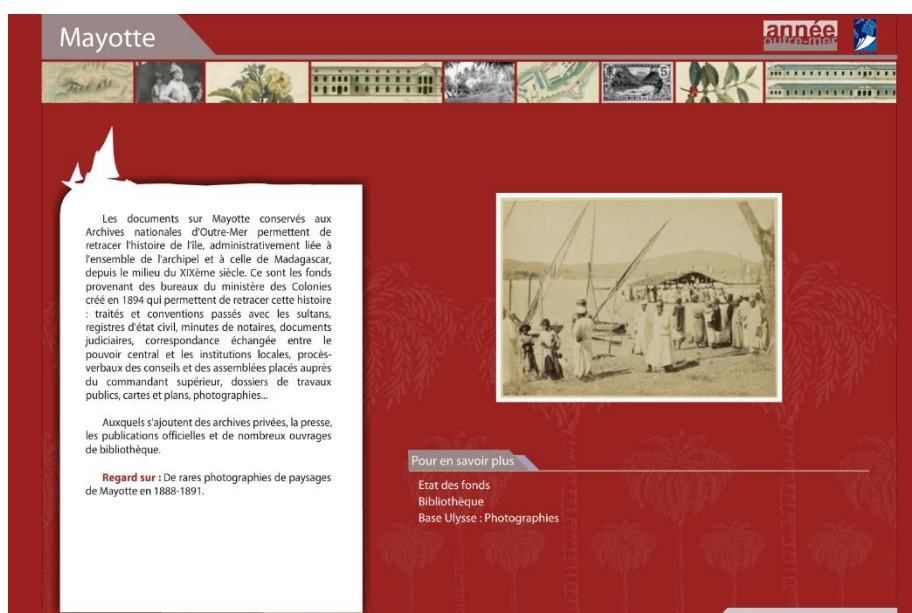 Mayotte
année
outre-mer
5
Les documents sur Mayotte conservés aux
Archives nationales d'Outre-Mer permettent de
retracer l'histoire de l'île, administrativement liée à
l'ensemble de l'archipel et à celle de Madagascar,
depuis le milieu du XIXème siècle. Ce sont les fonds
provenant des bureaux du ministère des Colonies
créé en 1894 qui permettent de retracer cette histoire
: traités et conventions passés avec les sultans,
registres d'état civil, minutes de notaires, documents
judiciaires, correspondance échangée entre le
pouvoir central et les institutions locales, procès-
verbaux des conseils et des assemblées placés auprès
du commandant supérieur, dossiers de travaux
publics, cartes et plans, photographies...
Auxquels s'ajoutent des archives privées, la presse,
les publications officielles et de nombreux ouvrages
de bibliothèque.
Regard sur : De rares photographies de paysages
de Mayotte en 1888-1891.
Pour en savoir plus
Etat des fonds
Bibliothèque
Base Ulysse : Photographies